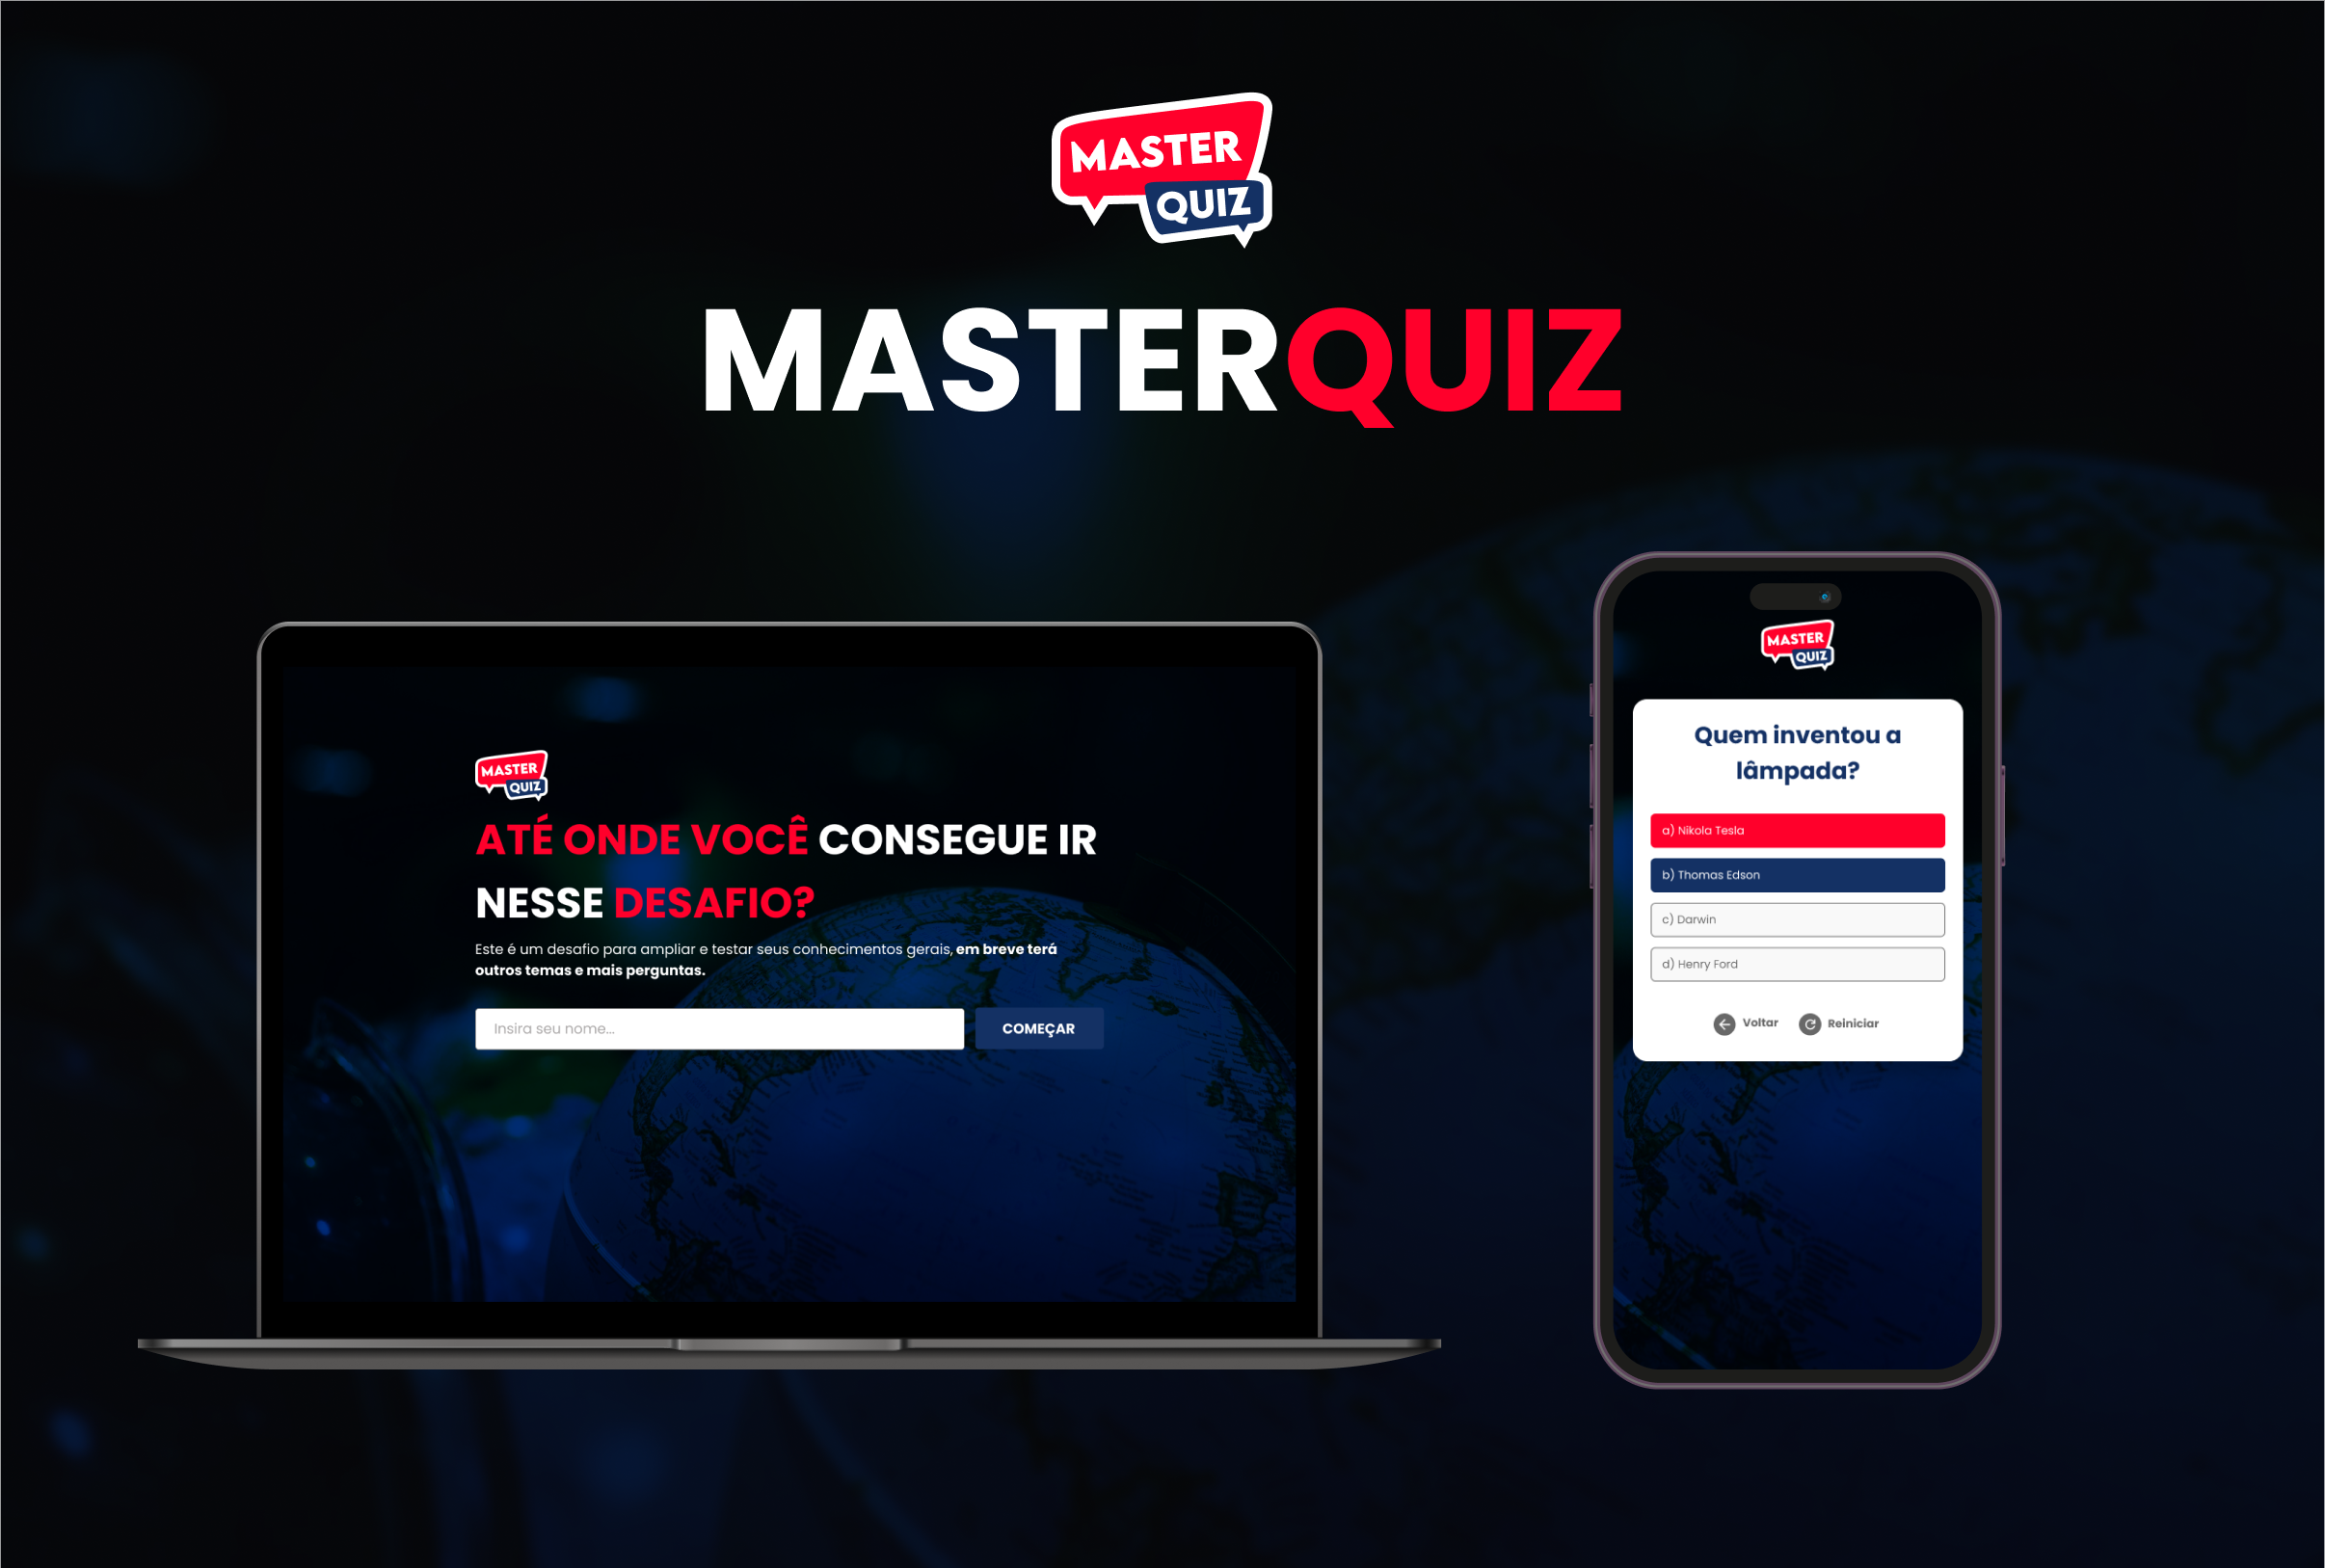 MASTER
QUIZ
MASTERQUIZ
MASTER
QUIZ
ATÉ ONDE VOCÊ CONSEGUE IR
NESSE DESAFIO?
Este é um desafio para ampliar e testar seus conhecimentos gerais, em breve terá
outros temas e mais perguntas.
Insira seu nome...
COMEÇAR
MASTER
QUIZ
Quem inventou a
lâmpada?
a) Nikola Tesla
b) Thomas Edson
c) Darwin
d) Henry Ford
Voltar
Reiniciar